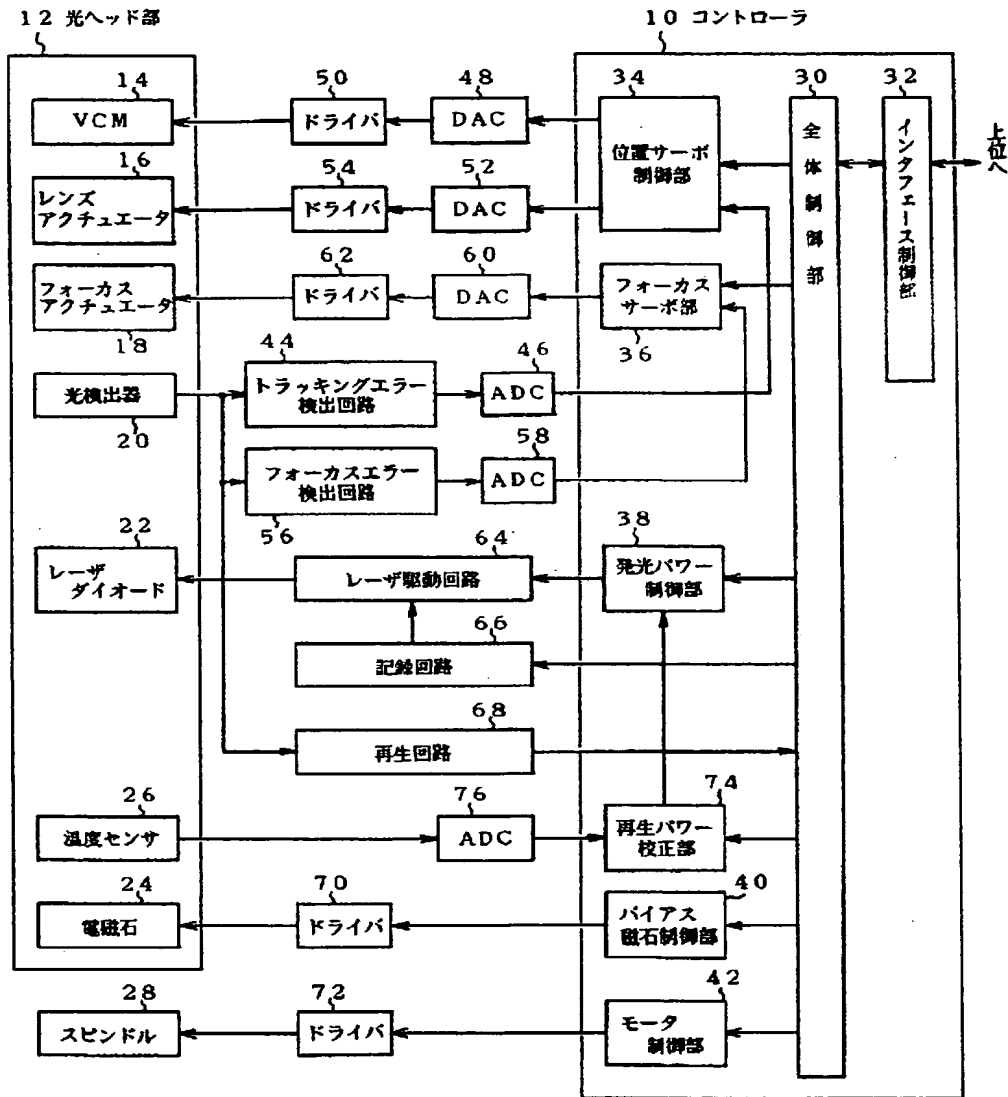 12 光ヘッド部
10 コントローラ
14
VCM
50
ドライバ
48
DAC
34
位置サーボ
制御部
30
全体制御部
32
インタフェース制御部
上位へ
16
レンズ
アクチュエータ
54
ドライバ
52
DAC
フォーカス
アクチュエータ
18
62
ドライバ
60
DAC
フォーカス
サーボ部
36
光検出器
20
44
トラッキングエラー
検出回路
46
ADC
フォーカスエラー
検出回路
56
58
ADC
22
レーザ
ダイオード
64
レーザ駆動回路
38
発光パワー
制御部
66
記録回路
68
再生回路
26
温度センサ
76
ADC
74
再生パワー
校正部
24
電磁石
70
ドライバ
40
バイアス
磁石制御部
28
スピンドル
72
ドライバ
42
モータ
制御部